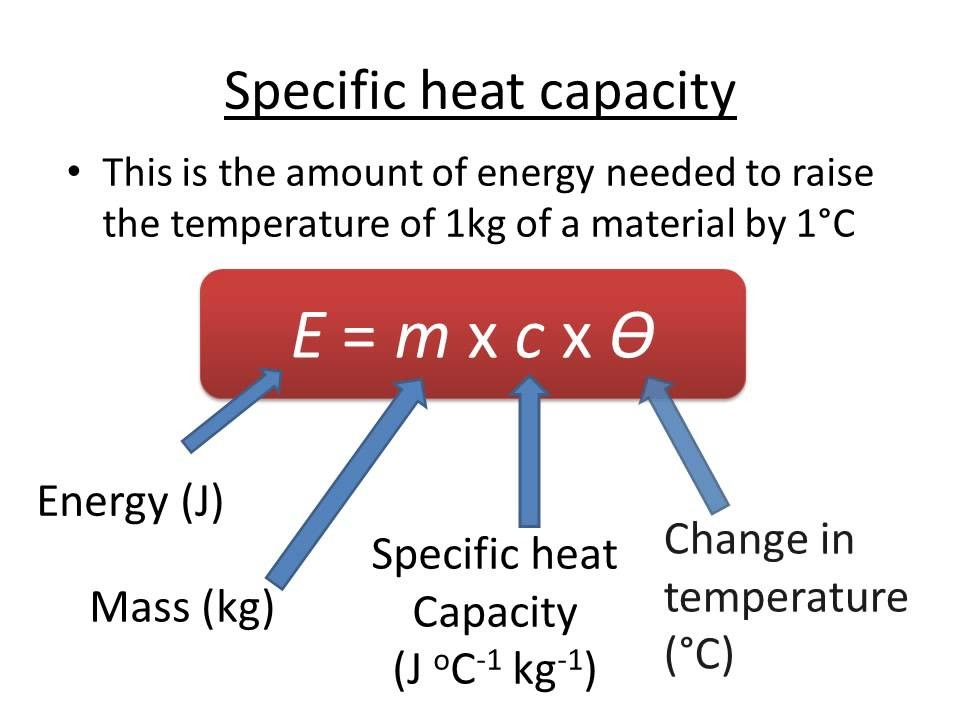 Specific heat capacity
• This is the amount of energy needed to raise
the temperature of 1kg of a material by 1°C
E = m x c x Ɵ
Energy (J)
Mass (kg)
Specific heat
Capacity
(J ᵒC⁻¹ kg⁻¹)
Change in
temperature
(°C)